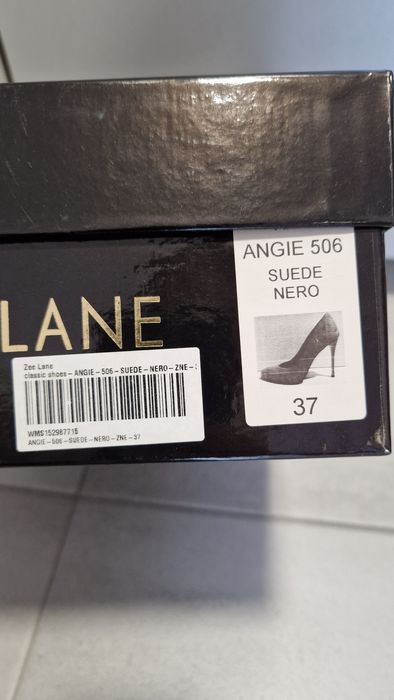 LANE
ANGIE 506
SUEDE
NERO
37
Zee Lane
classic shoes - ANGIE - 506 - SUEDE - NERO - ZNE -
WMS152987715
ANGIE - 506 - SUEDE - NERO - ZNE - 37